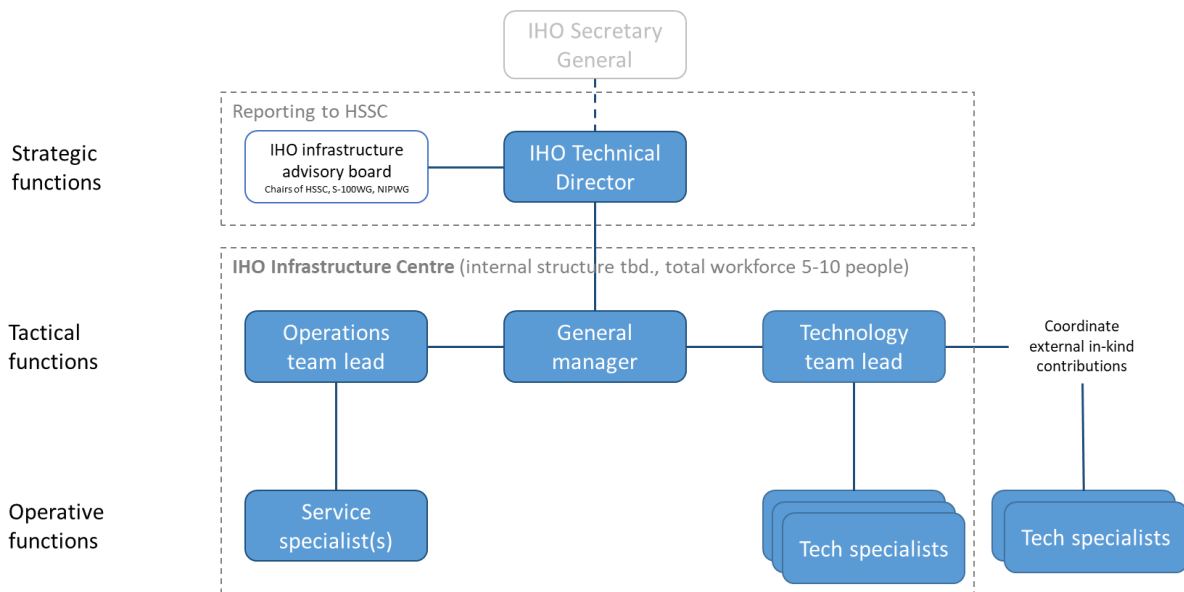 IHO Secretary
General
Reporting to HSSC
Strategic
functions
IHO infrastructure
advisory board
Chairs of HSSC, S-100WG, NIPWG
IHO Technical
Director
IHO Infrastructure Centre (internal structure tbd., total workforce 5-10 people)
Tactical
functions
Operations
team lead
General
manager
Technology
team lead
Coordinate
external in-kind
contributions
Operative
functions
Service
specialist(s)
Tech specialists
Tech specialists